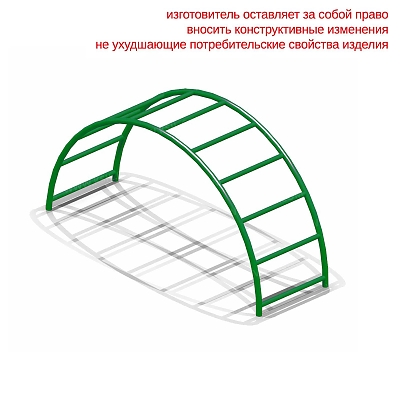 изготовитель оставляет за собой право
вносить конструктивные изменения
не ухудшающие потребительские свойства изделия